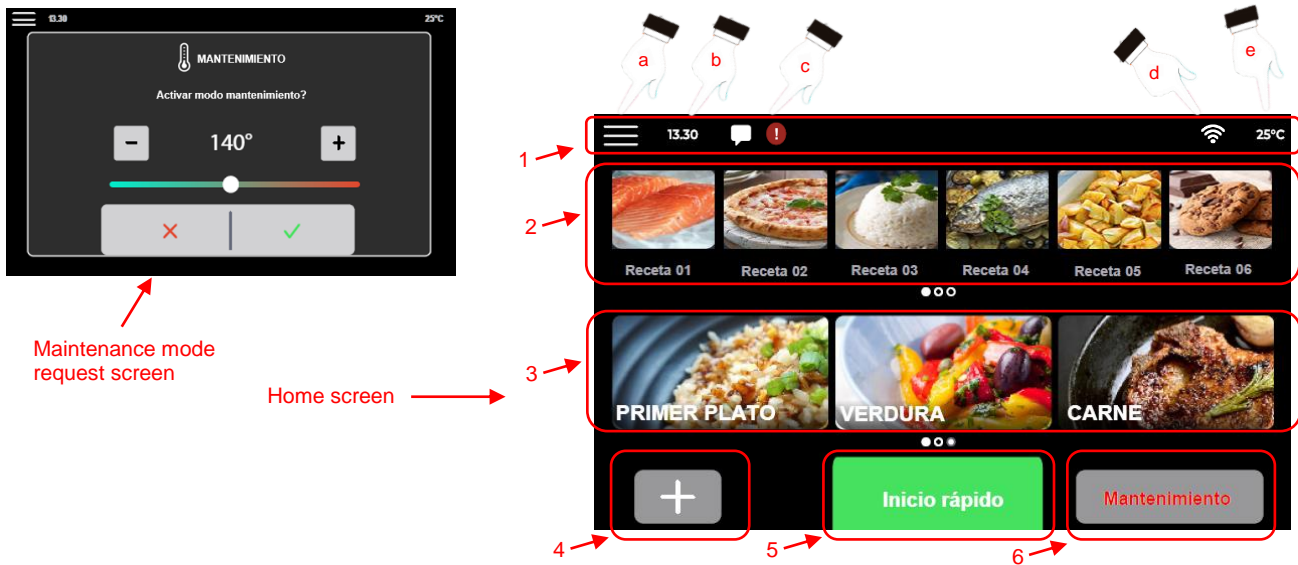 13.30
25°C
MANTENIMIENTO
Activar modo mantenimiento?
- 140° +
Maintenance mode
request screen
Home screen
a b c d e
13.30 ! 25°C
1
2
Receta 01 Receta 02 Receta 03 Receta 04 Receta 05 Receta 06
3
PRIMER PLATO VERDURA CARNE
+ Inicio rápido Mantenimiento
4 5 6